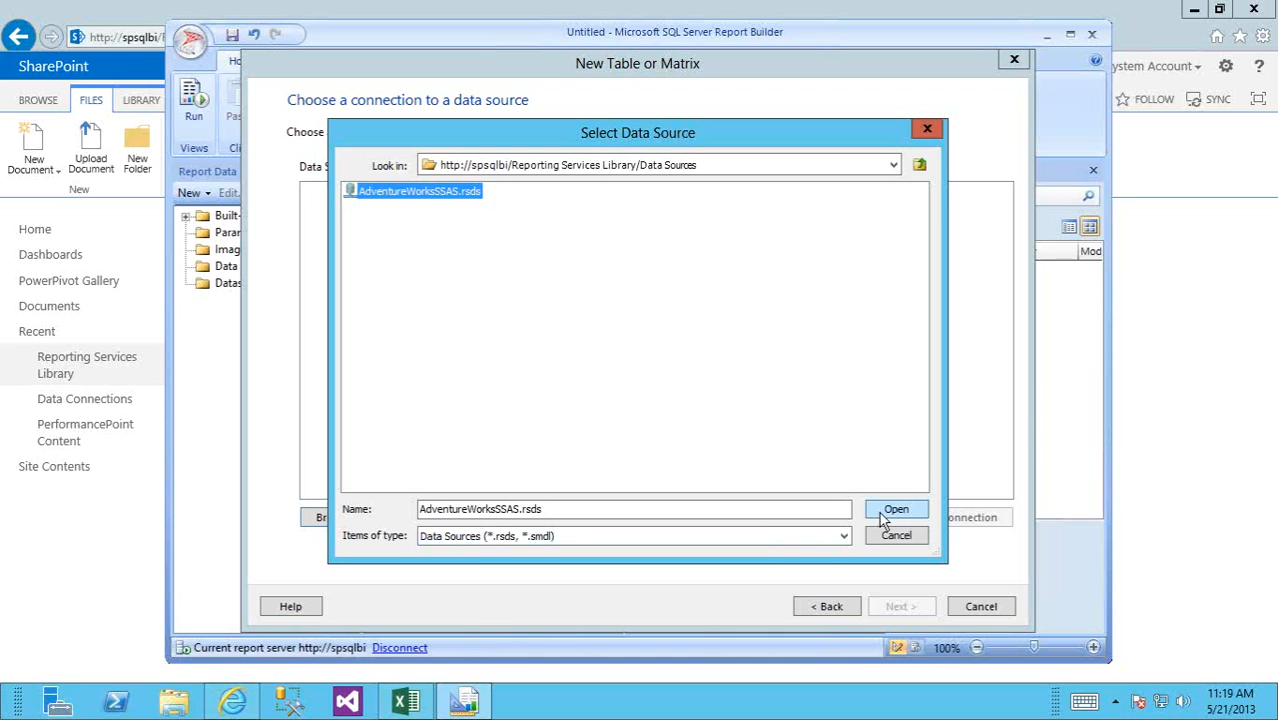 http://spsqlbi/
Untitled - Microsoft SQL Server Report Builder
SharePoint
ystem Account
BROWSE FILES LIBRARY
FOLLOW SYNC
New Document
Upload Document
New Folder
New
Run
Views
New Table or Matrix
Choose a connection to a data source
Choose
Data S
Report Data
New Edit
Built-
Param
Imag
Data
Datas
Mod
Select Data Source
Look in: http://spsqlbi/Reporting Services Library/Data Sources
AdventureWorksSSAS.rsds
Name: AdventureWorksSSAS.rsds
Open
Items of type: Data Sources (*.rsds, *.smdl)
Cancel
onnection
Help
< Back
Next >
Cancel
Current report server http://spsqlbi Disconnect
100%
Home
Dashboards
PowerPivot Gallery
Documents
Recent
Reporting Services
Library
Data Connections
PerformancePoint
Content
Site Contents
11:19 AM
5/21/2013